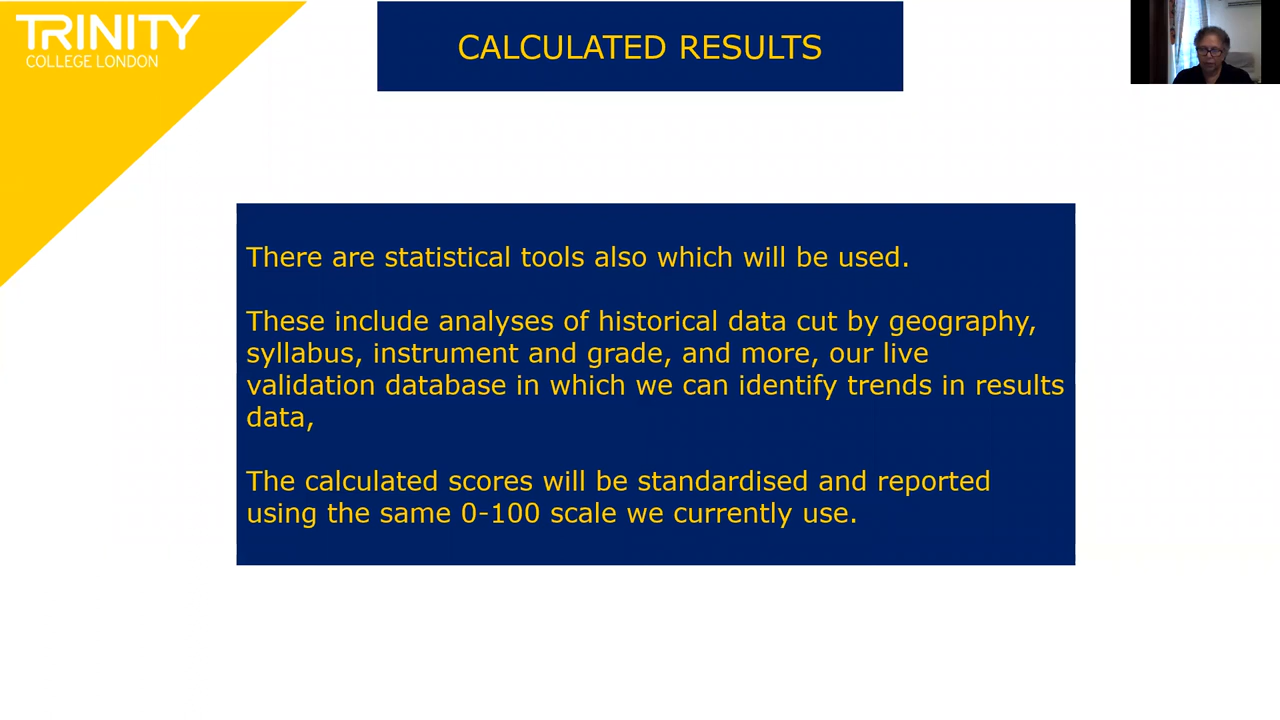 TRINITY
COLLEGE LONDON
CALCULATED RESULTS
There are statistical tools also which will be used.
These include analyses of historical data cut by geography,
syllabus, instrument and grade, and more, our live
validation database in which we can identify trends in results
data,
The calculated scores will be standardised and reported
using the same 0-100 scale we currently use.